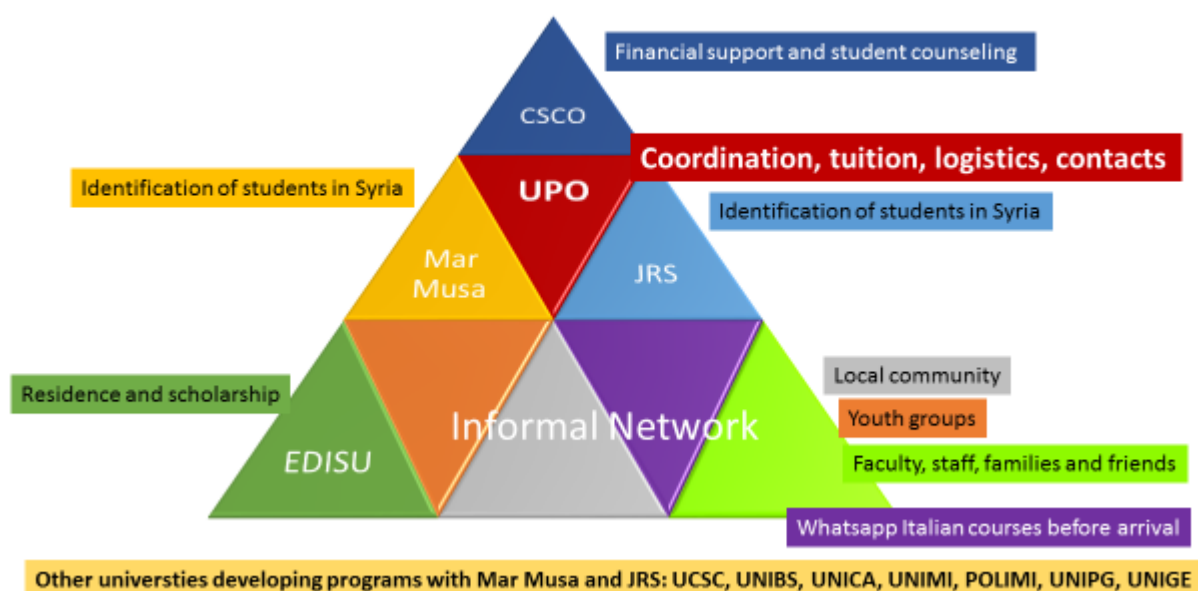 Financial support and student counseling
CSCO
Coordination, tuition, logistics, contacts
Identification of students in Syria
UPO
Identification of students in Syria
Mar
Musa
JRS
Local community
Residence and scholarship
Youth groups
Informal Network
EDISU
Faculty, staff, families and friends
Whatsapp Italian courses before arrival
Other universties developing programs with Mar Musa and JRS: UCSC, UNIBS, UNICA, UNIMI, POLIMI, UNIPG, UNIGE